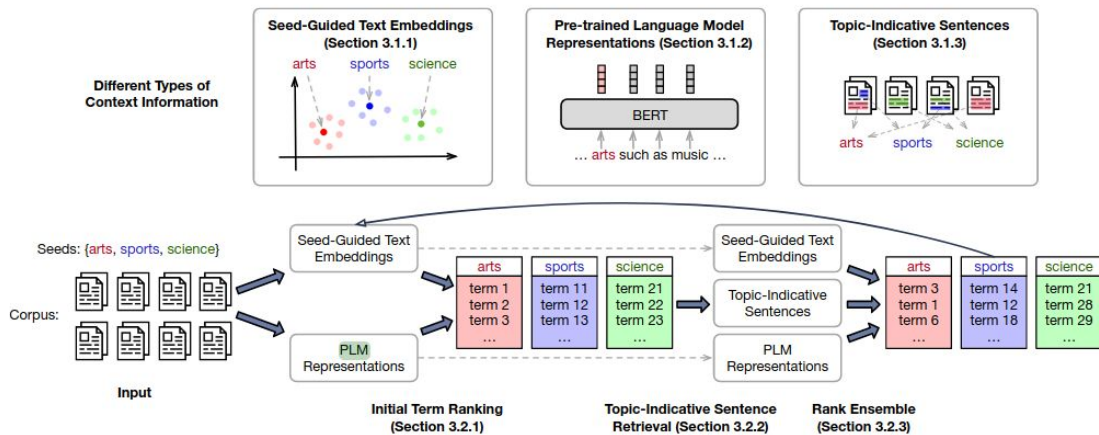 Seed-Guided Text Embeddings
(Section 3.1.1)
arts
sports
science
Pre-trained Language Model
Representations (Section 3.1.2)
BERT
... arts such as music ...
Topic-Indicative Sentences
(Section 3.1.3)
arts
sports
science
Different Types of
Context Information
Seeds: {arts, sports, science}
Corpus:
Input
Seed-Guided Text
Embeddings
PLM
Representations
arts
term 1
term 2
term 3
...
sports
term 11
term 12
term 13
...
science
term 21
term 22
term 23
...
Initial Term Ranking
(Section 3.2.1)
Seed-Guided Text
Embeddings
Topic-Indicative
Sentences
PLM
Representations
Topic-Indicative Sentence
Retrieval (Section 3.2.2)
arts
term 3
term 1
term 6
...
sports
term 14
term 12
term 18
...
science
term 21
term 28
term 29
...
Rank Ensemble
(Section 3.2.3)